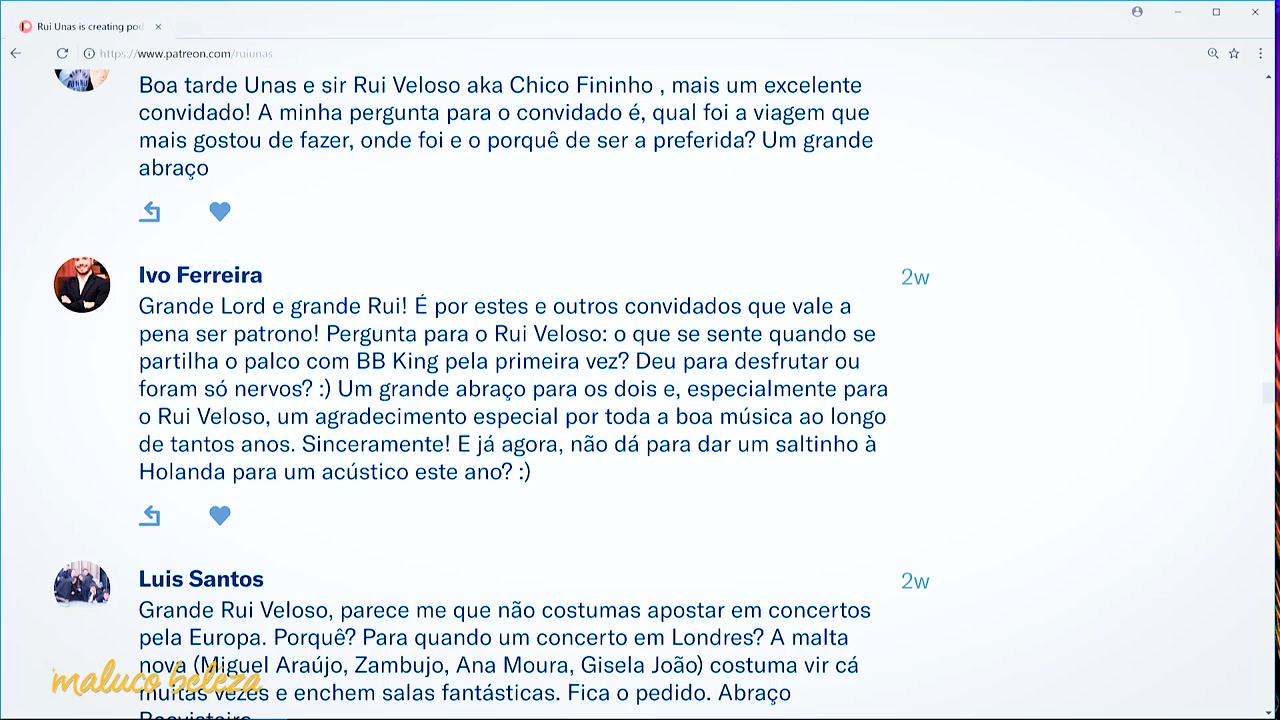 Rui Unas is creating pod
https://www.patreon.com/ruiunas
Boa tarde Unas e sir Rui Veloso aka Chico Fininho , mais um excelente
convidado! A minha pergunta para o convidado é, qual foi a viagem que
mais gostou de fazer, onde foi e o porquê de ser a preferida? Um grande
abraço
Ivo Ferreira
2w
Grande Lord e grande Rui! É por estes e outros convidados que vale a
pena ser patrono! Pergunta para o Rui Veloso: o que se sente quando se
partilha o palco com BB King pela primeira vez? Deu para desfrutar ou
foram só nervos? :) Um grande abraço para os dois e, especialmente para
o Rui Veloso, um agradecimento especial por toda a boa música ao longo
de tantos anos. Sinceramente! E já agora, não dá para dar um saltinho à
Holanda para um acústico este ano? :)
Luis Santos
2w
Grande Rui Veloso, parece me que não costumas apostar em concertos
pela Europa. Porquê? Para quando um concerto em Londres? A malta
nova (Miguel Araújo, Zambujo, Ana Moura, Gisela João) costuma vir cá
muitas vezes e enchem salas fantásticas. Fica o pedido. Abraço
maluco beleza